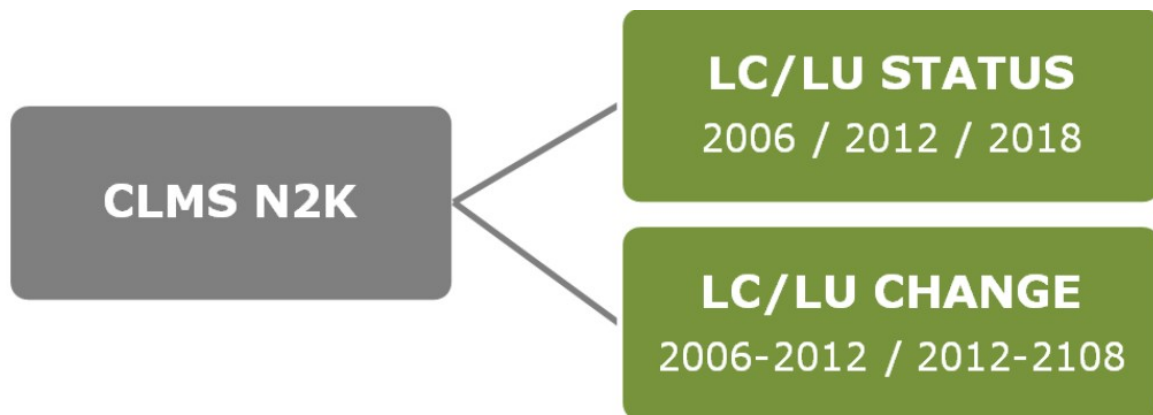 CLMS N2K
LC/LU STATUS
2006 / 2012 / 2018
LC/LU CHANGE
2006-2012 / 2012-2108